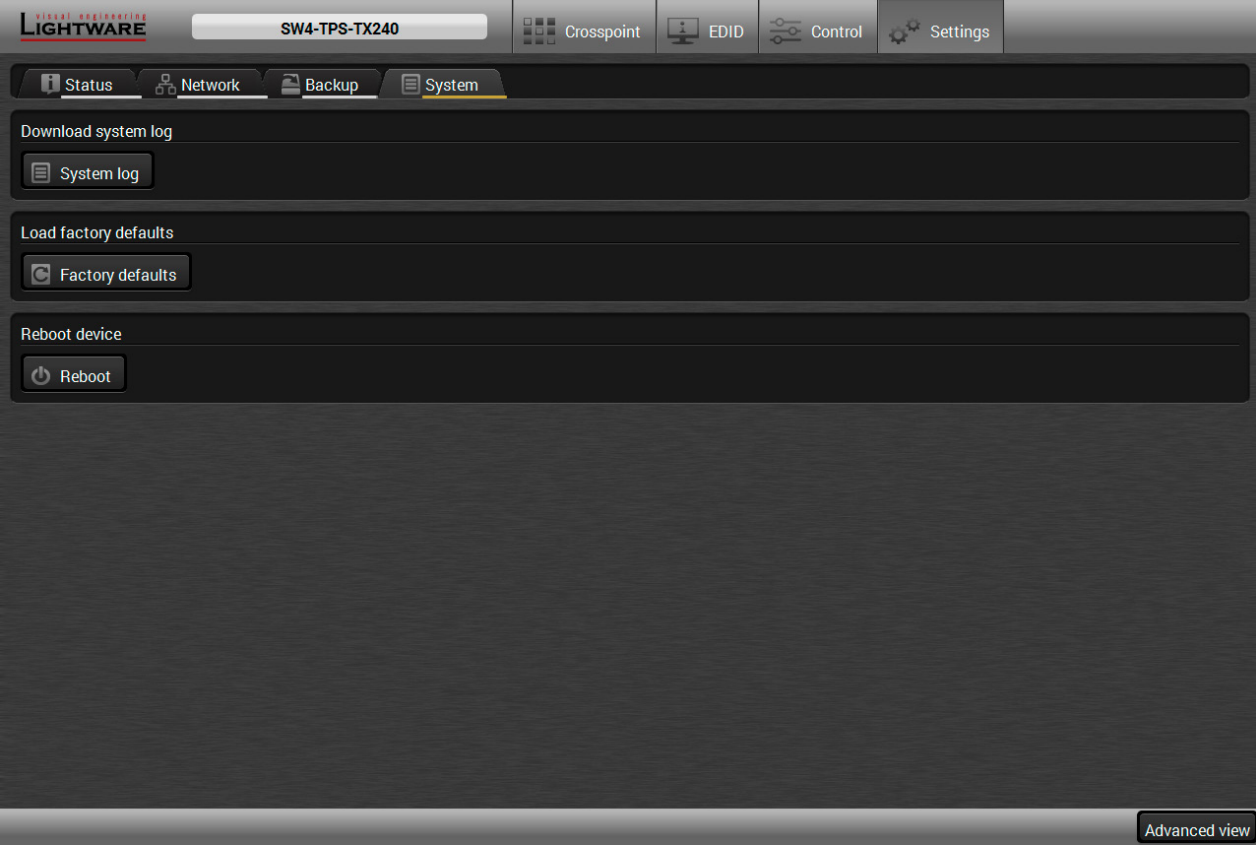 visual engineering
LIGHTWARE
SW4-TPS-TX240
Crosspoint
EDID
Control
Settings
Status
Network
Backup
System
Download system log
System log
Load factory defaults
Factory defaults
Reboot device
Reboot
Advanced view